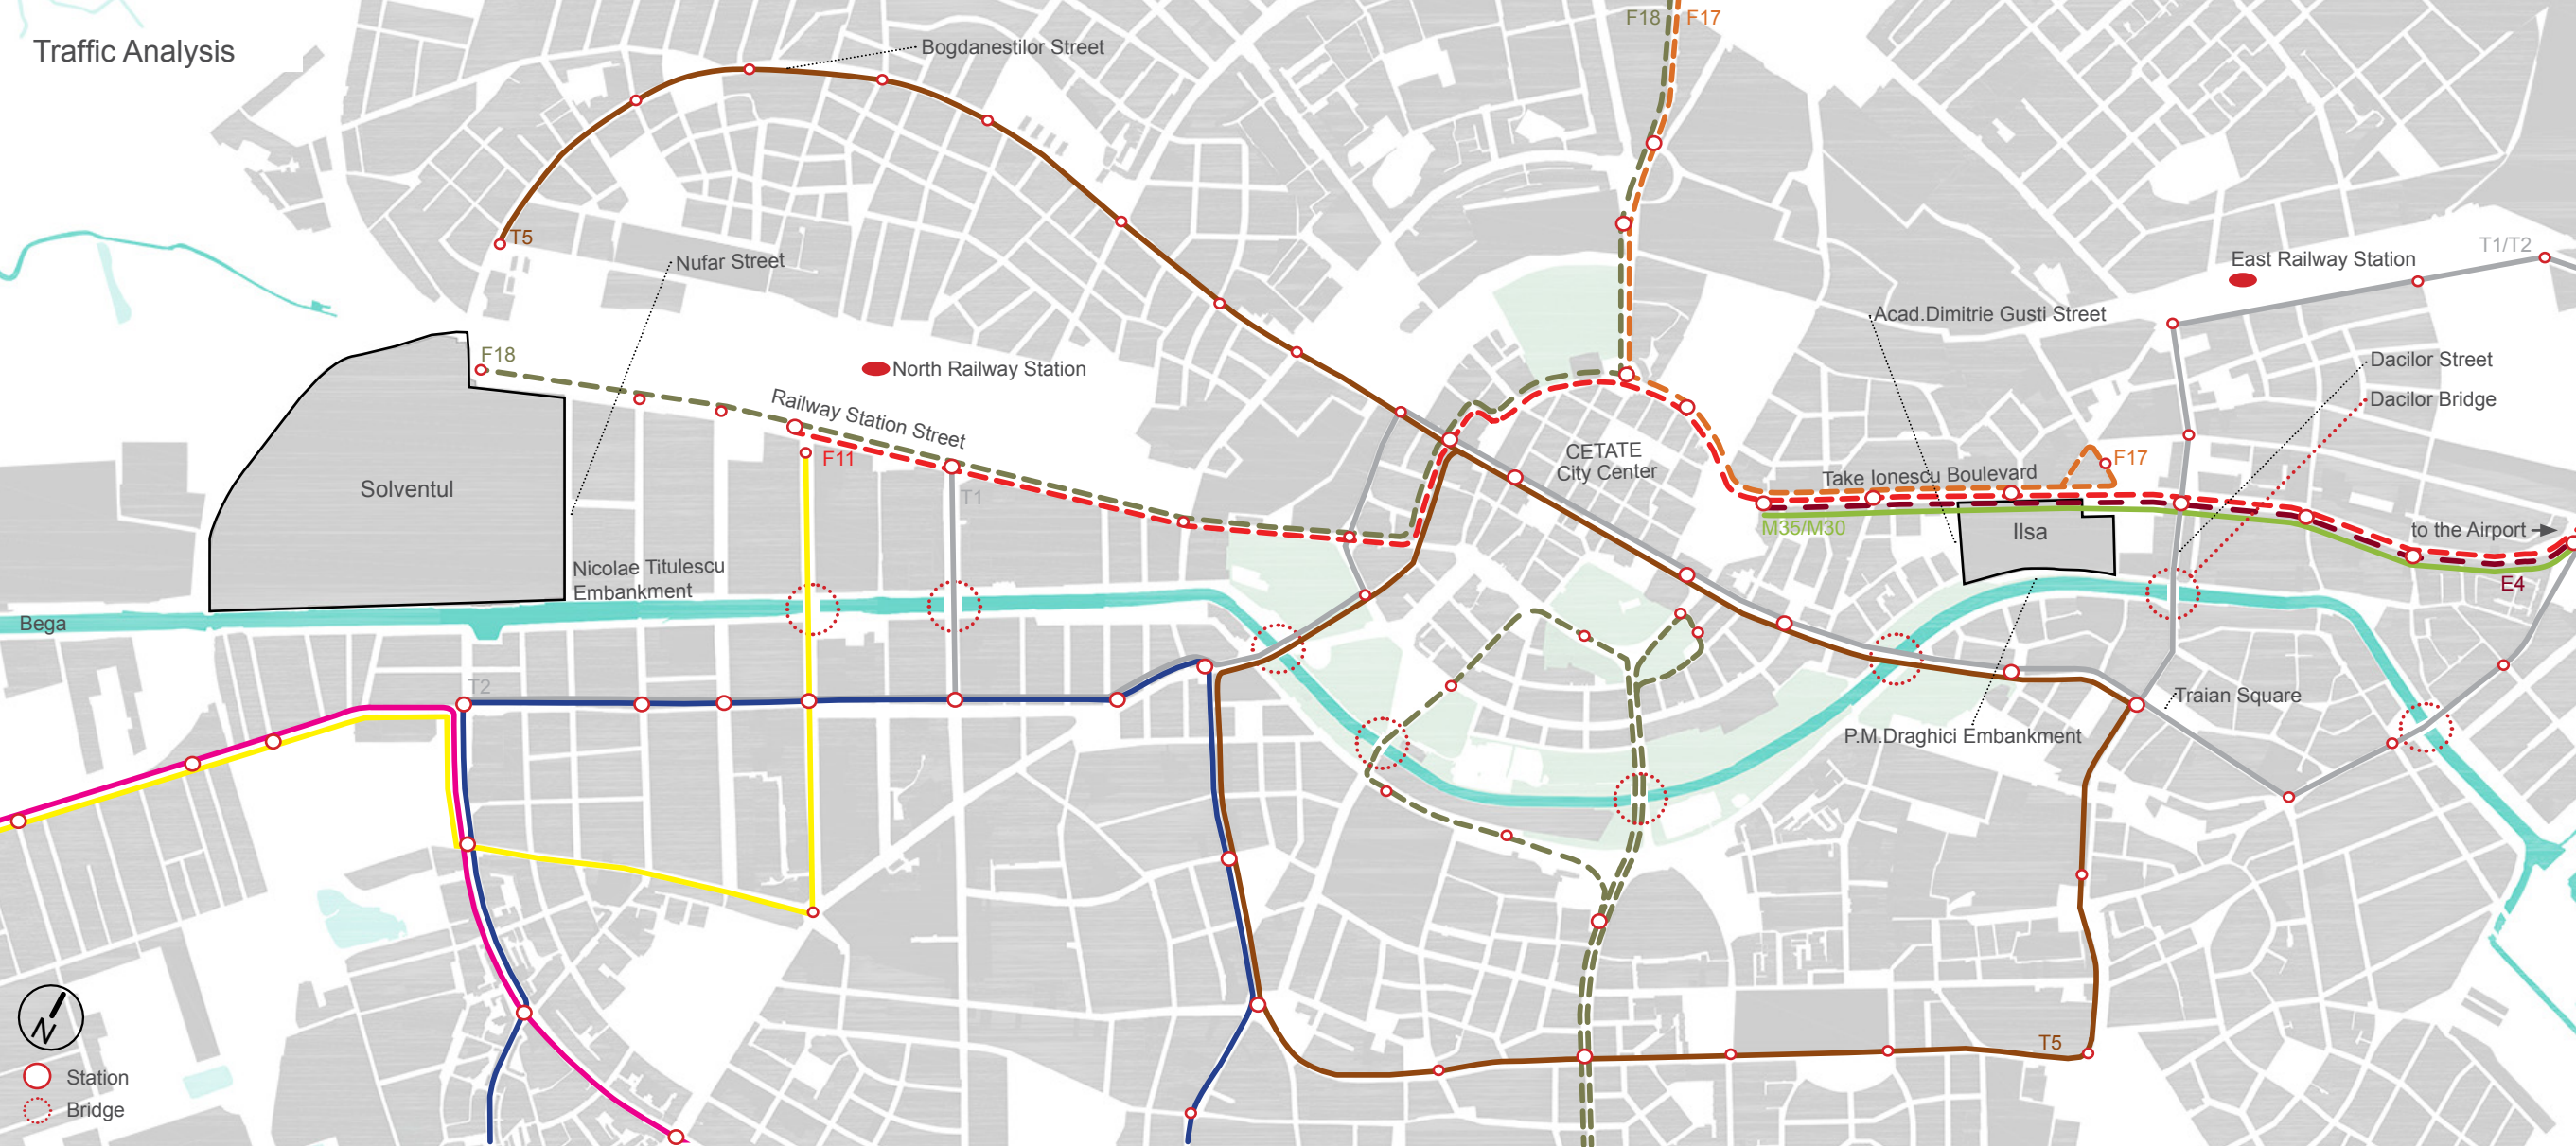 Traffic Analysis
F18
F17
Bogdanestilor Street
T5
Nufar Street
T1/T2
East Railway Station
Acad.Dimitrie Gusti Street
F18
North Railway Station
Dacilor Street
Dacilor Bridge
Railway Station Street
F11
CETATE
City Center
Take Ionescu Boulevard
F17
Solventul
T1
M35/M30
Ilsa
to the Airport
E4
Nicolae Titulescu
Embankment
Bega
T2
Traian Square
P.M.Draghici Embankment
T5
N
Station
Bridge